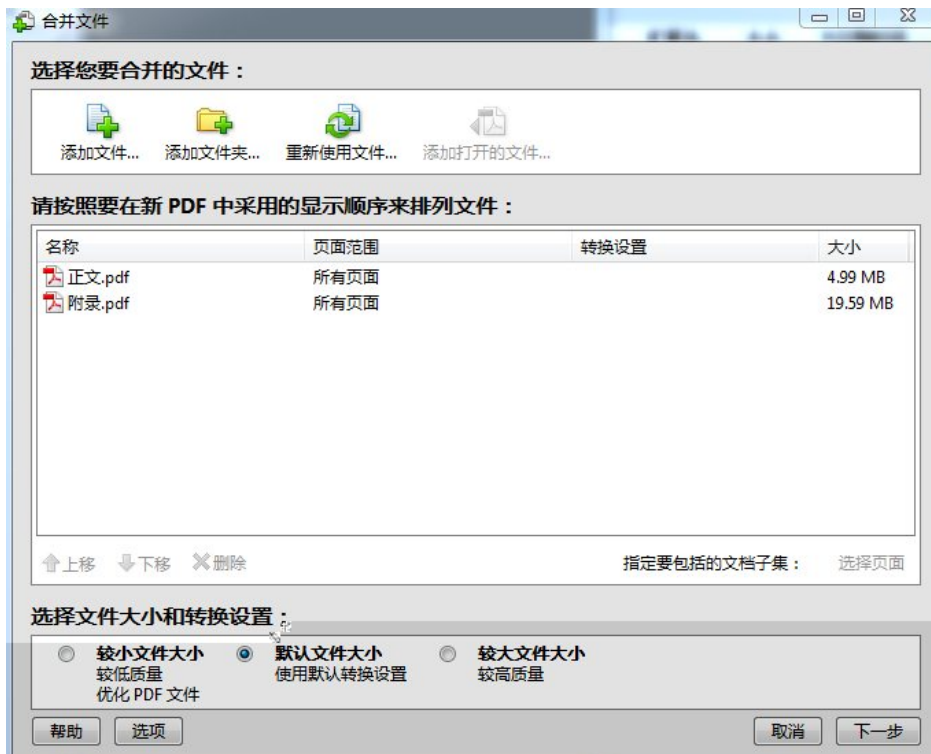 合并文件
选择您要合并的文件：
添加文件... 添加文件夹... 重新使用文件... 添加打开的文件...
请按照要在新 PDF 中采用的显示顺序来排列文件：
名称 页面范围 转换设置 大小
正文.pdf 所有页面 4.99 MB
附录.pdf 所有页面 19.59 MB
上移 下移 删除 指定要包括的文档子集： 选择页面
选择文件大小和转换设置：
较小文件大小 默认文件大小 较大文件大小
较低质量 使用默认转换设置 较高质量
优化 PDF 文件
帮助 选项 取消 下一步